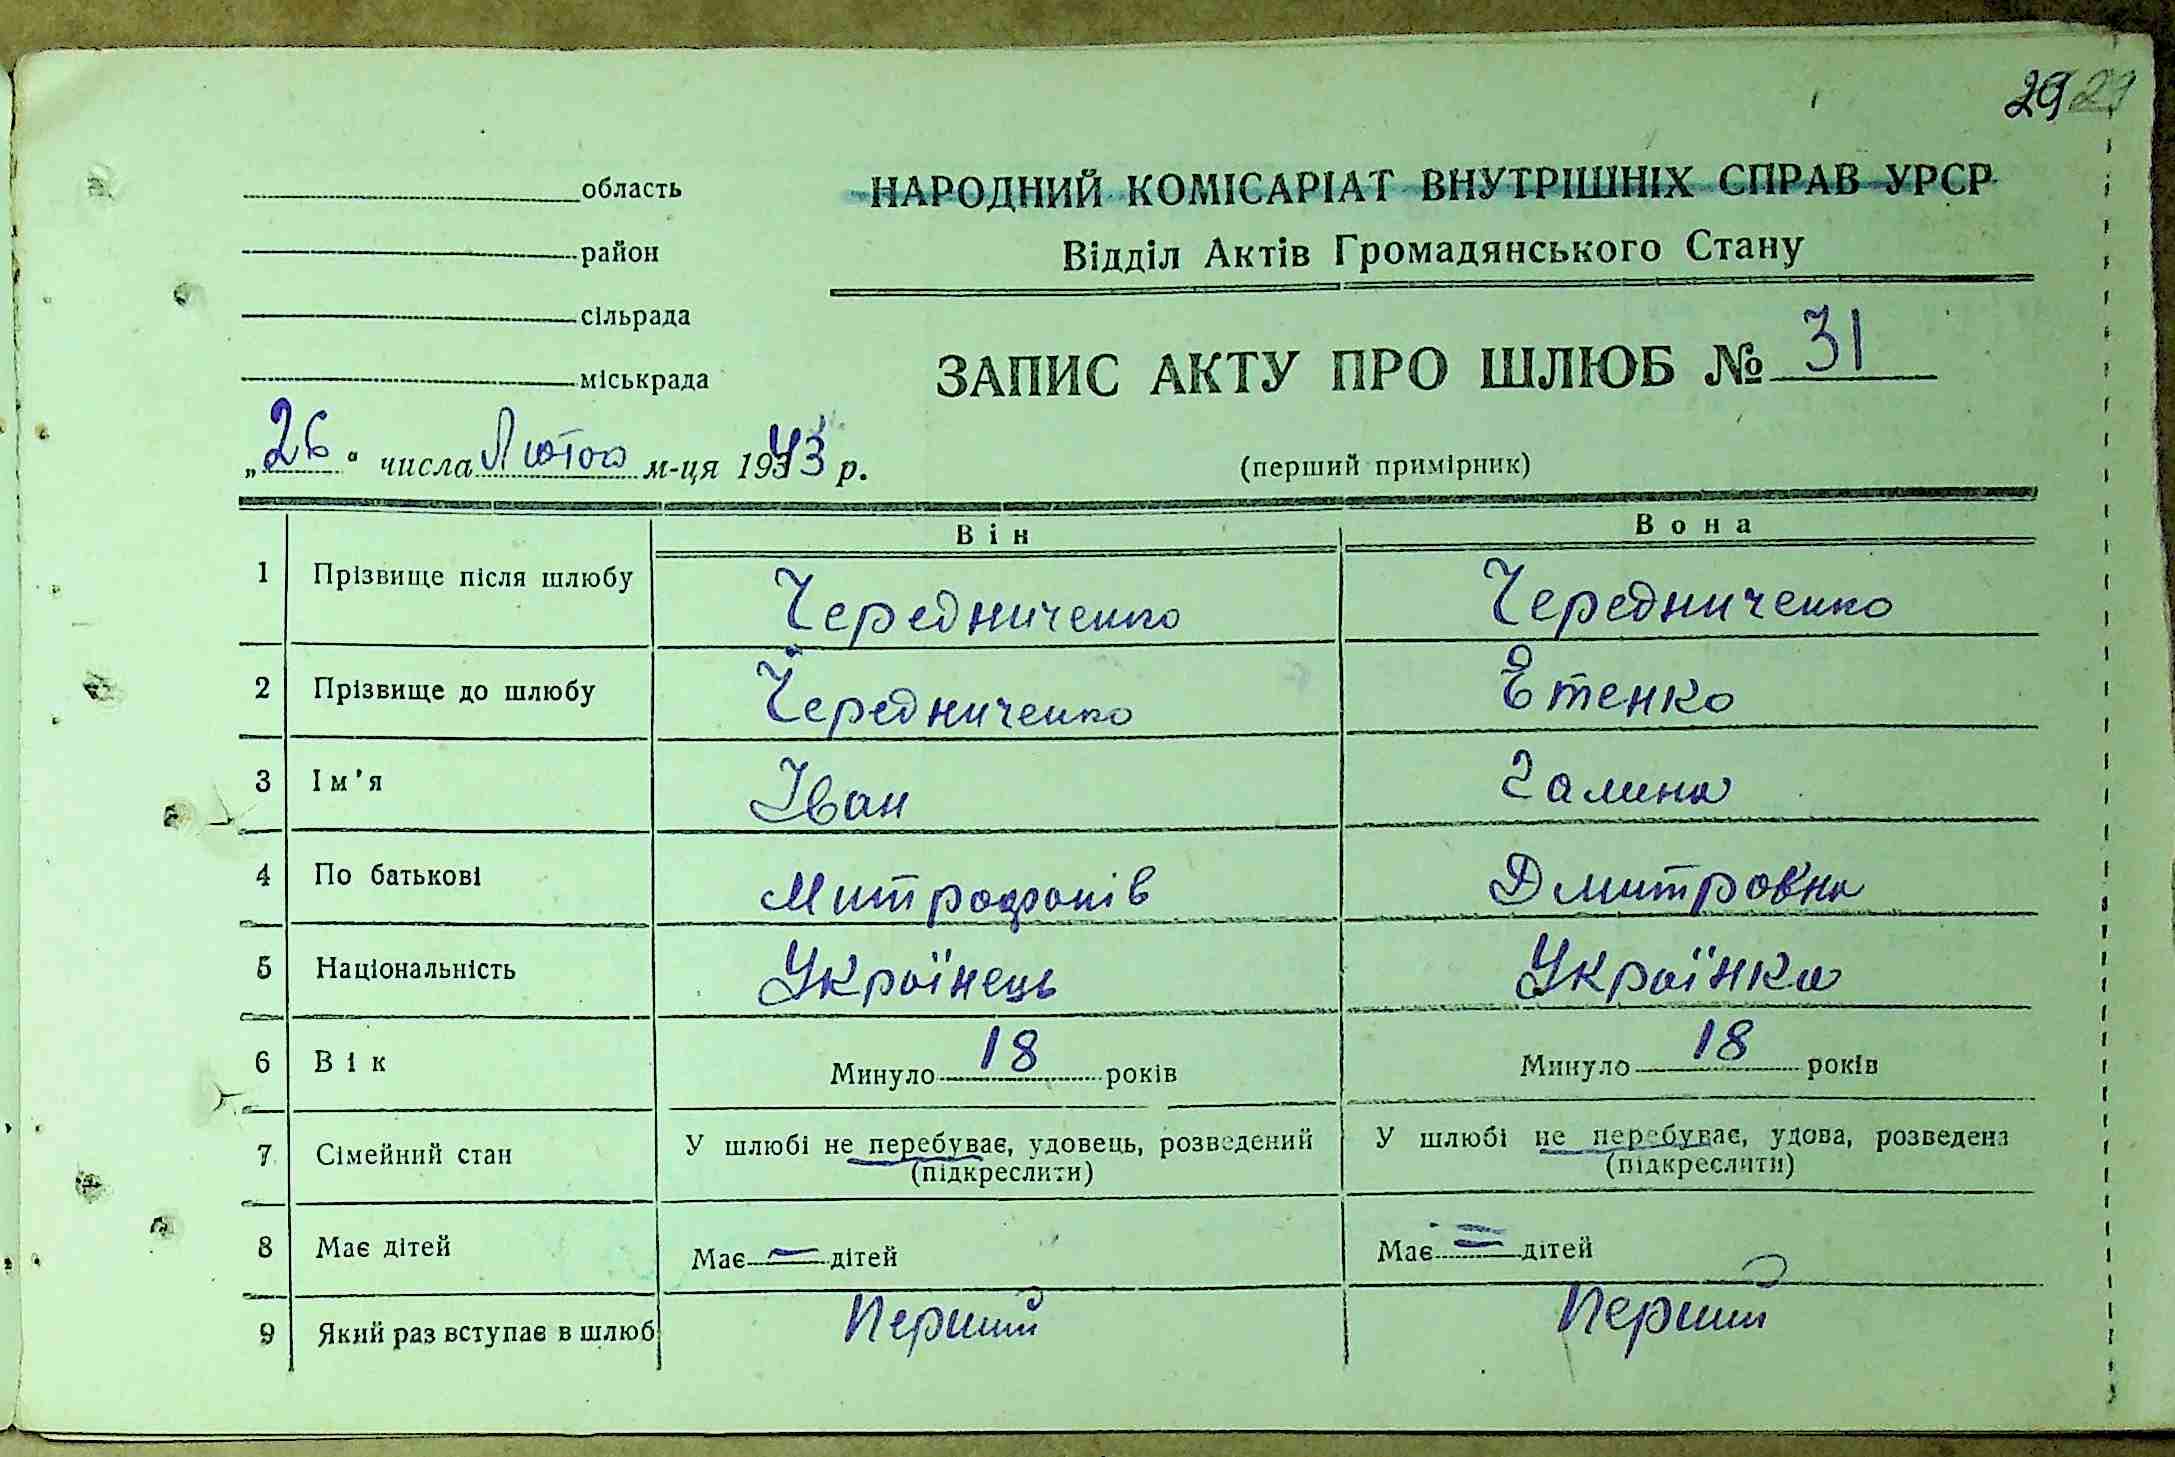 29 29
область
НАРОДНИЙ КОМІСАРІАТ ВНУТРІШНІХ СПРАВ УРСР
район
Відділ Актів Громадянського Стану
сільрада
міськрада
ЗАПИС АКТУ ПРО ШЛЮБ № 31
„26“ числа Лютого м-ця 1943 р.
(перший примірник)
Він Вона
1 Прізвище після шлюбу Чередниченко Чередниченко
2 Прізвище до шлюбу Чередниченко Етенко
3 Ім'я Іван Галина
4 По батькові Митрофонів Дмитровна
5 Національність Українець Українка
6 Вік Минуло 18 років Минуло 18 років
7 Сімейний стан У шлюбі не перебуває, удовець, розведений У шлюбі не перебуває, удова, розведена
(підкреслити) (підкреслити)
8 Має дітей Має — дітей Має = дітей
9 Який раз вступає в шлюб Перший Перший